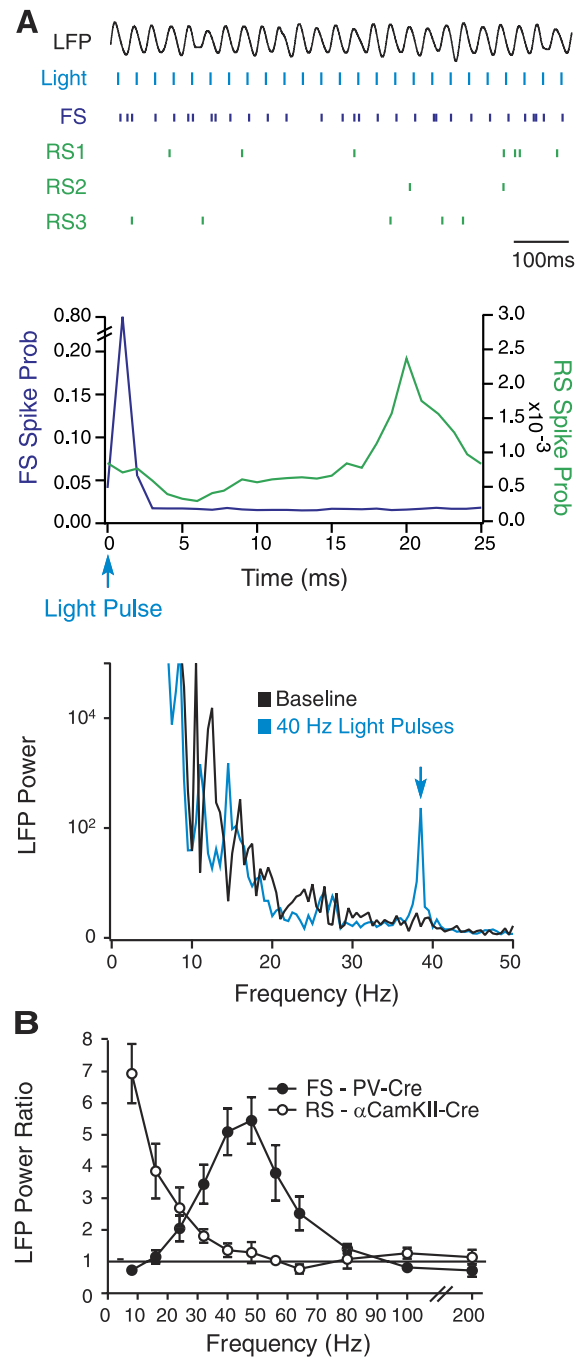 A
LFP
Light
FS
RS1
RS2
RS3
100ms
FS Spike Prob
0.80
0.20
0.15
0.10
0.05
0.00
3.0
2.5
2.0
1.5
1.0
0.5
0.0
x10-3
RS Spike Prob
0 5 10 15 20 25
Time (ms)
Light Pulse
LFP Power
10^4
10^2
0
Baseline
40 Hz Light Pulses
0 10 20 30 40 50
Frequency (Hz)
B
LFP Power Ratio
8
7
6
5
4
3
2
1
0
FS - PV-Cre
RS - αCamKII-Cre
0 10 20 30 40 50 60 70 80 90 100 200
Frequency (Hz)